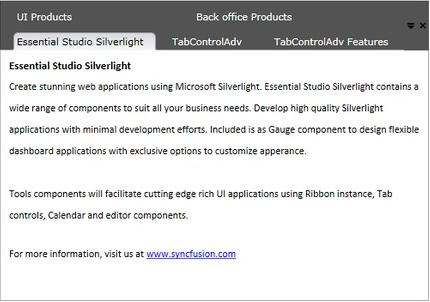 UI Products Back office Products
Essential Studio Silverlight TabControlAdv TabControlAdv Features
Essential Studio Silverlight
Create stunning web applications using Microsoft Silverlight. Essential Studio Silverlight contains a
wide range of components to suit all your business needs. Develop high quality Silverlight
applications with minimal development efforts. Included is as Gauge component to design flexible
dashboard applications with exclusive options to customize apperance.
Tools components will facilitate cutting edge rich UI applications using Ribbon instance, Tab
controls, Calendar and editor components.
For more information, visit us at www.syncfusion.com